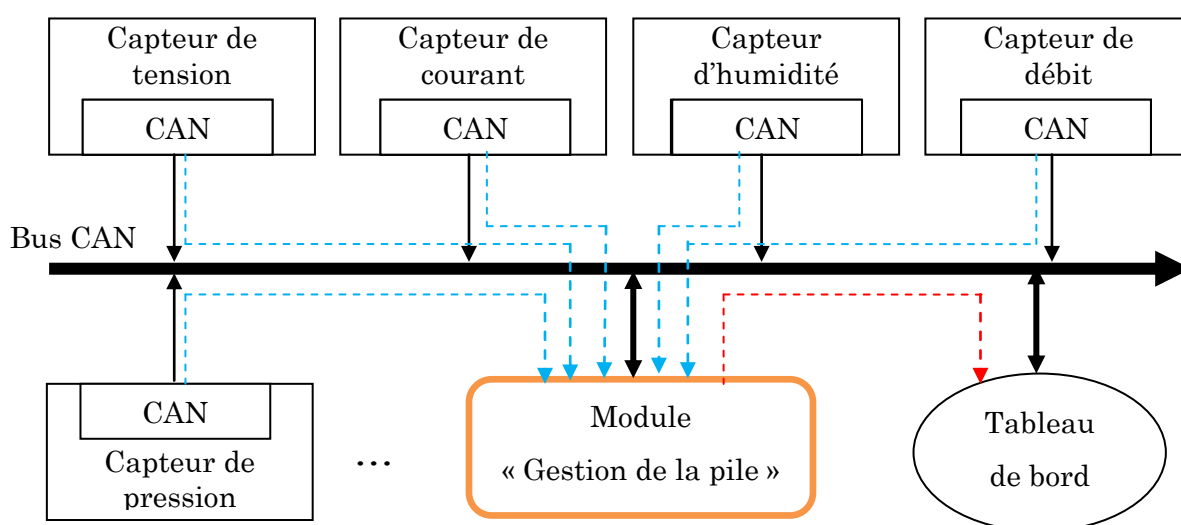 Capteur de
tension
CAN
Capteur de
courant
CAN
Capteur
d’humidité
CAN
Capteur de
débit
CAN
Bus CAN
CAN
Capteur de
pression
…
Module
« Gestion de la pile »
Tableau
de bord